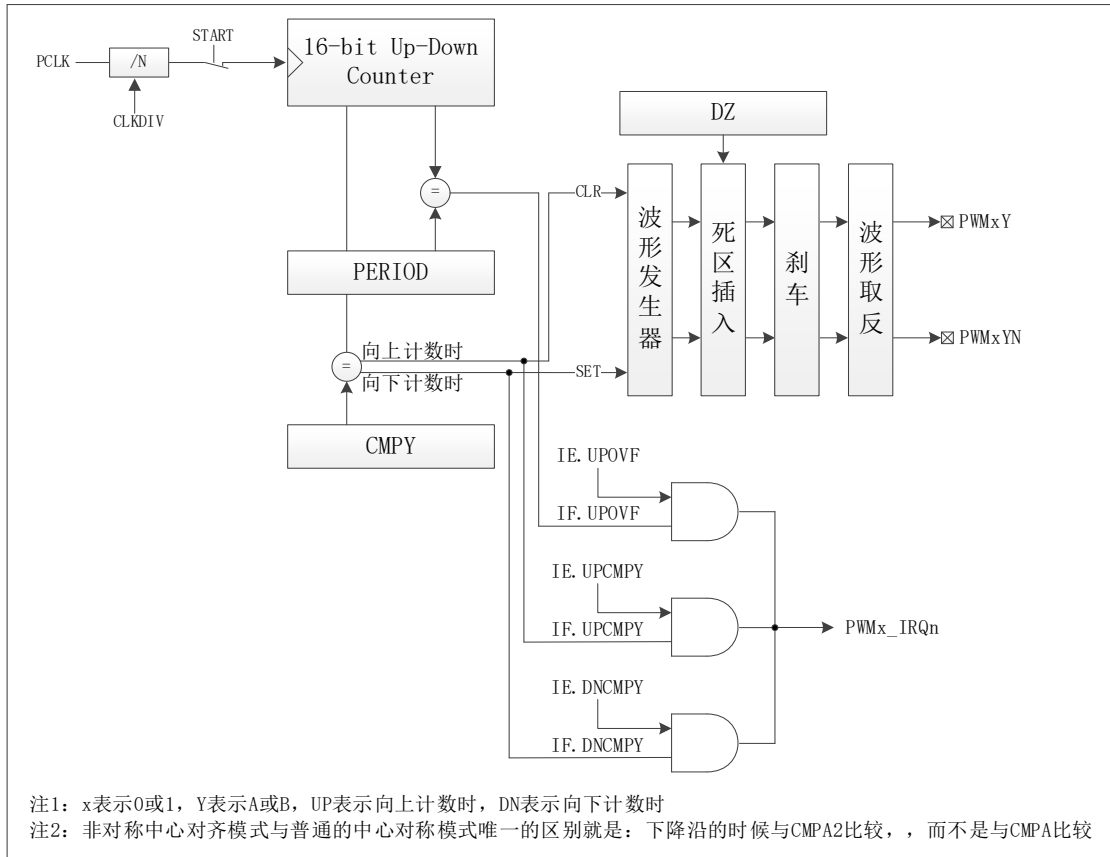 START
16-bit Up-Down
Counter
PCLK
/N
CLKDIV
DZ
=
CLR
波形发生器
死区插入
刹车
波形取反
PWMxY
PERIOD
PWMxYN
向上计数时
=
向下计数时
SET
CMPY
IE.UPOVF
IF.UPOVF
IE.UPCMPY
IF.UPCMPY
PWMx_IRQn
IE.DNCMPY
IF.DNCMPY
注1：x表示0或1，Y表示A或B，UP表示向上计数时，DN表示向下计数时
注2：非对称中心对齐模式与普通的中心对称模式唯一的区别就是：下降沿的时候与CMPA2比较，，而不是与CMPA比较